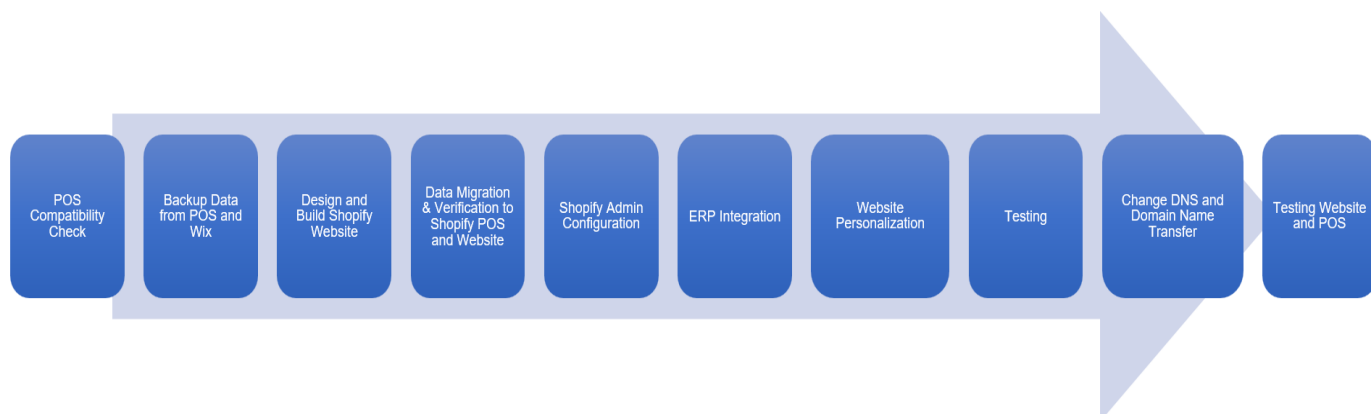 POS
Compatibility
Check
Backup Data
from POS and
Wix
Design and
Build Shopify
Website
Data Migration
& Verification to
Shopify POS
and Website
Shopify Admin
Configuration
ERP Integration
Website
Personalization
Testing
Change DNS and
Domain Name
Transfer
Testing Website
and POS